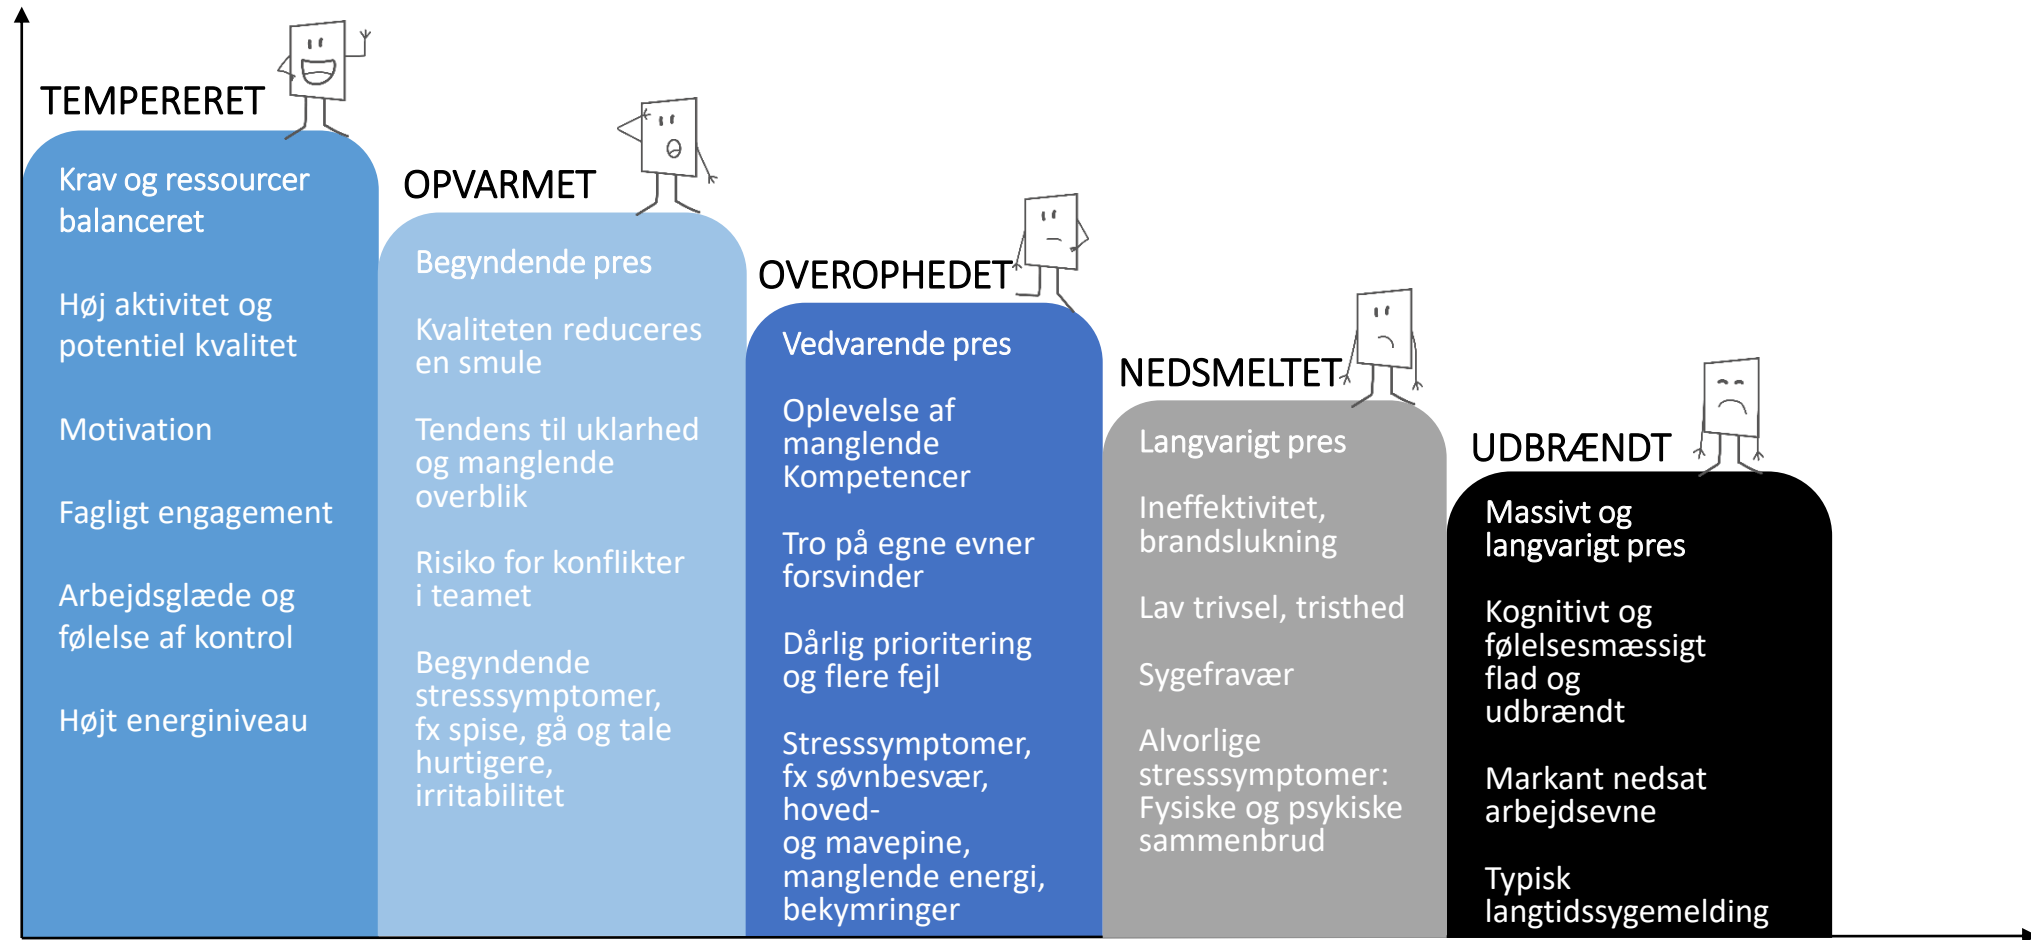 TEMPERERET
Krav og ressourcer
balanceret
Høj aktivitet og
potentiel kvalitet
Motivation
Fagligt engagement
Arbejdsglæde og
følelse af kontrol
Højt energiniveau
OPVARMET
Begyndende pres
Kvaliteten reduceres
en smule
Tendens til uklarhed
og manglende
overblik
Risiko for konflikter
i teamet
Begyndende
stresssymptomer,
fx spise, gå og tale
hurtigere,
irritabilitet
OVEROPHEDET
Vedvarende pres
Oplevelse af
manglende
Kompetencer
Tro på egne evner
forsvinder
Dårlig prioritering
og flere fejl
Stresssymptomer,
fx søvnbesvær,
hoved-
og mavepine,
manglende energi,
bekymringer
NEDSMELTET
Langvarigt pres
Ineffektivitet,
brandslukning
Lav trivsel, tristhed
Sygefravær
Alvorlige
stresssymptomer:
Fysiske og psykiske
sammenbrud
UDBRÆNDT
Massivt og
langvarigt pres
Kognitivt og
følelsesmæssigt
flad og
udbrændt
Markant nedsat
arbejdsevne
Typisk
langtidssygemelding